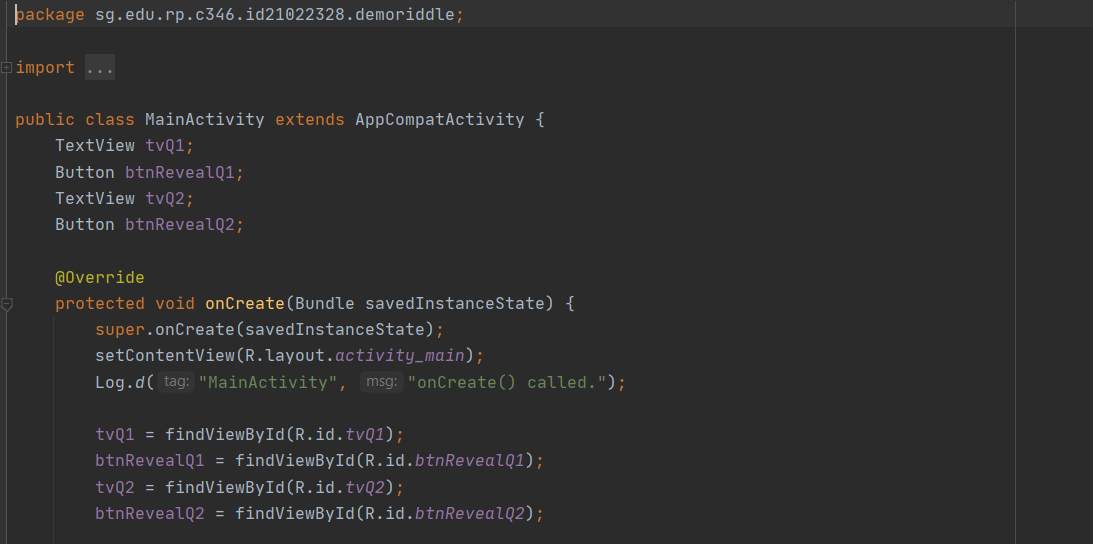 package sg.edu.rp.c346.id21022328.demoriddle;
import ...
public class MainActivity extends AppCompatActivity {
TextView tvQ1;
Button btnRevealQ1;
TextView tvQ2;
Button btnRevealQ2;
@Override
protected void onCreate(Bundle savedInstanceState) {
super.onCreate(savedInstanceState);
setContentView(R.layout.activity_main);
Log.d( tag: "MainActivity", msg: "onCreate() called.");
tvQ1 = findViewById(R.id.tvQ1);
btnRevealQ1 = findViewById(R.id.btnRevealQ1);
tvQ2 = findViewById(R.id.tvQ2);
btnRevealQ2 = findViewById(R.id.btnRevealQ2);